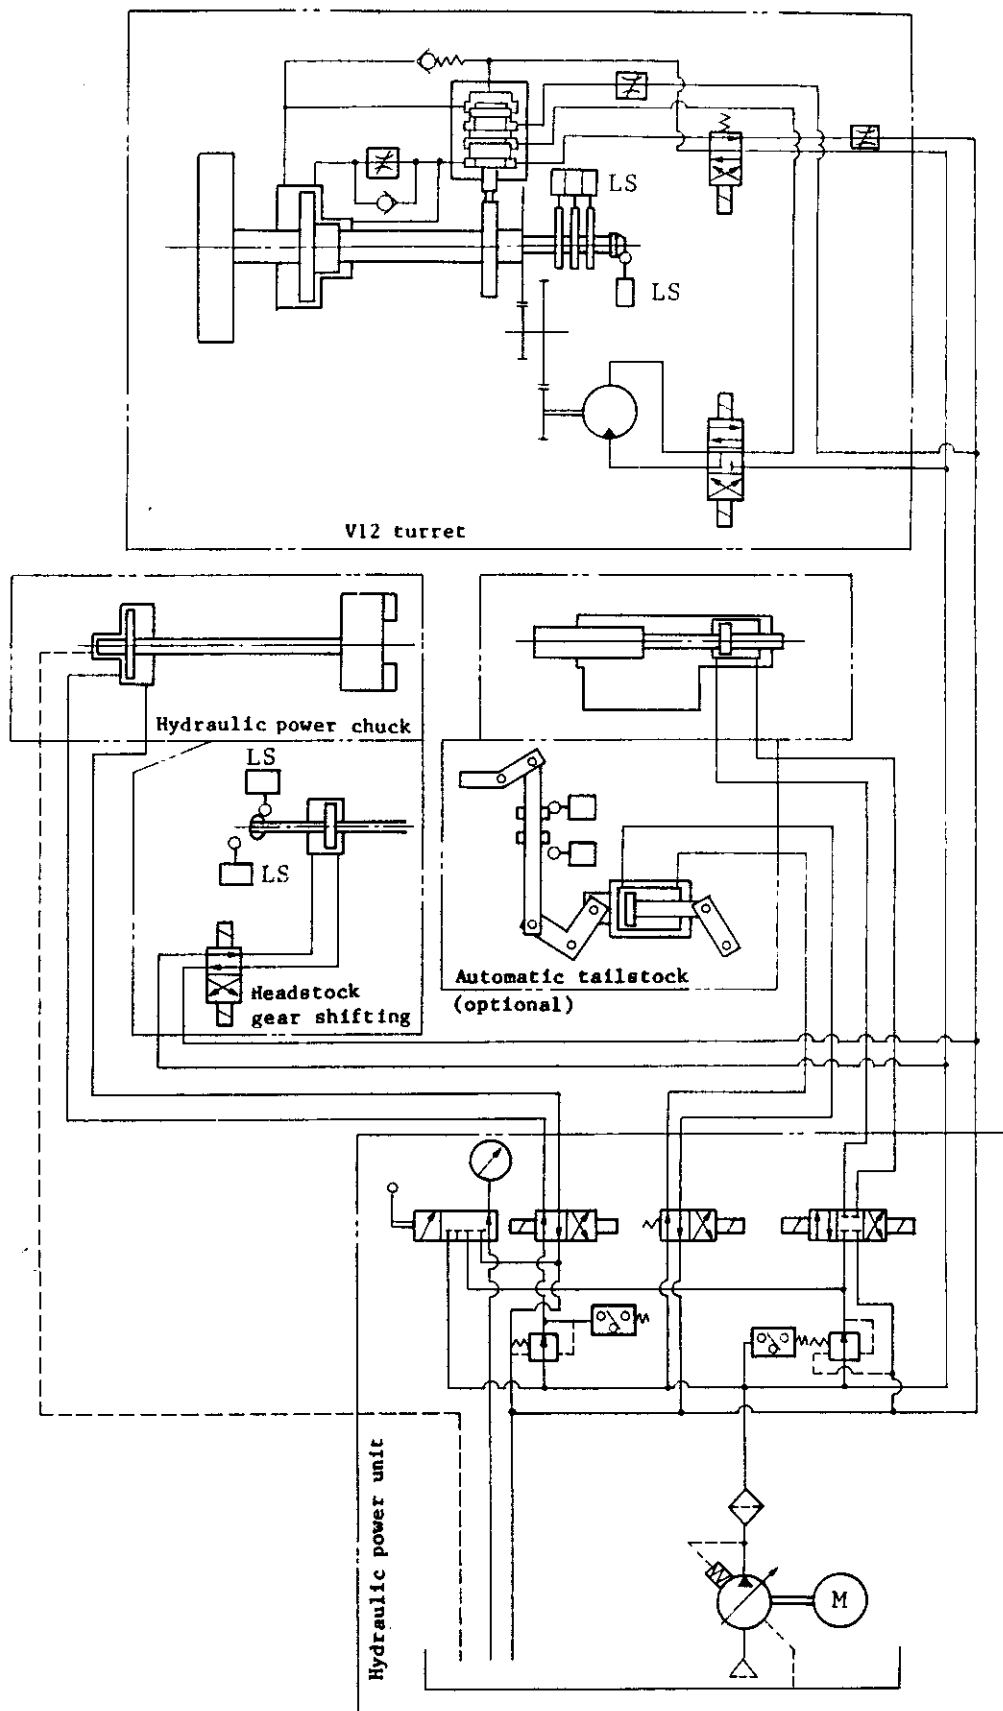 LS
LS
V12 turret
Hydraulic power chuck
LS
LS
Headstock
gear shifting
Automatic tailstock
(optional)
Hydraulic power unit
M